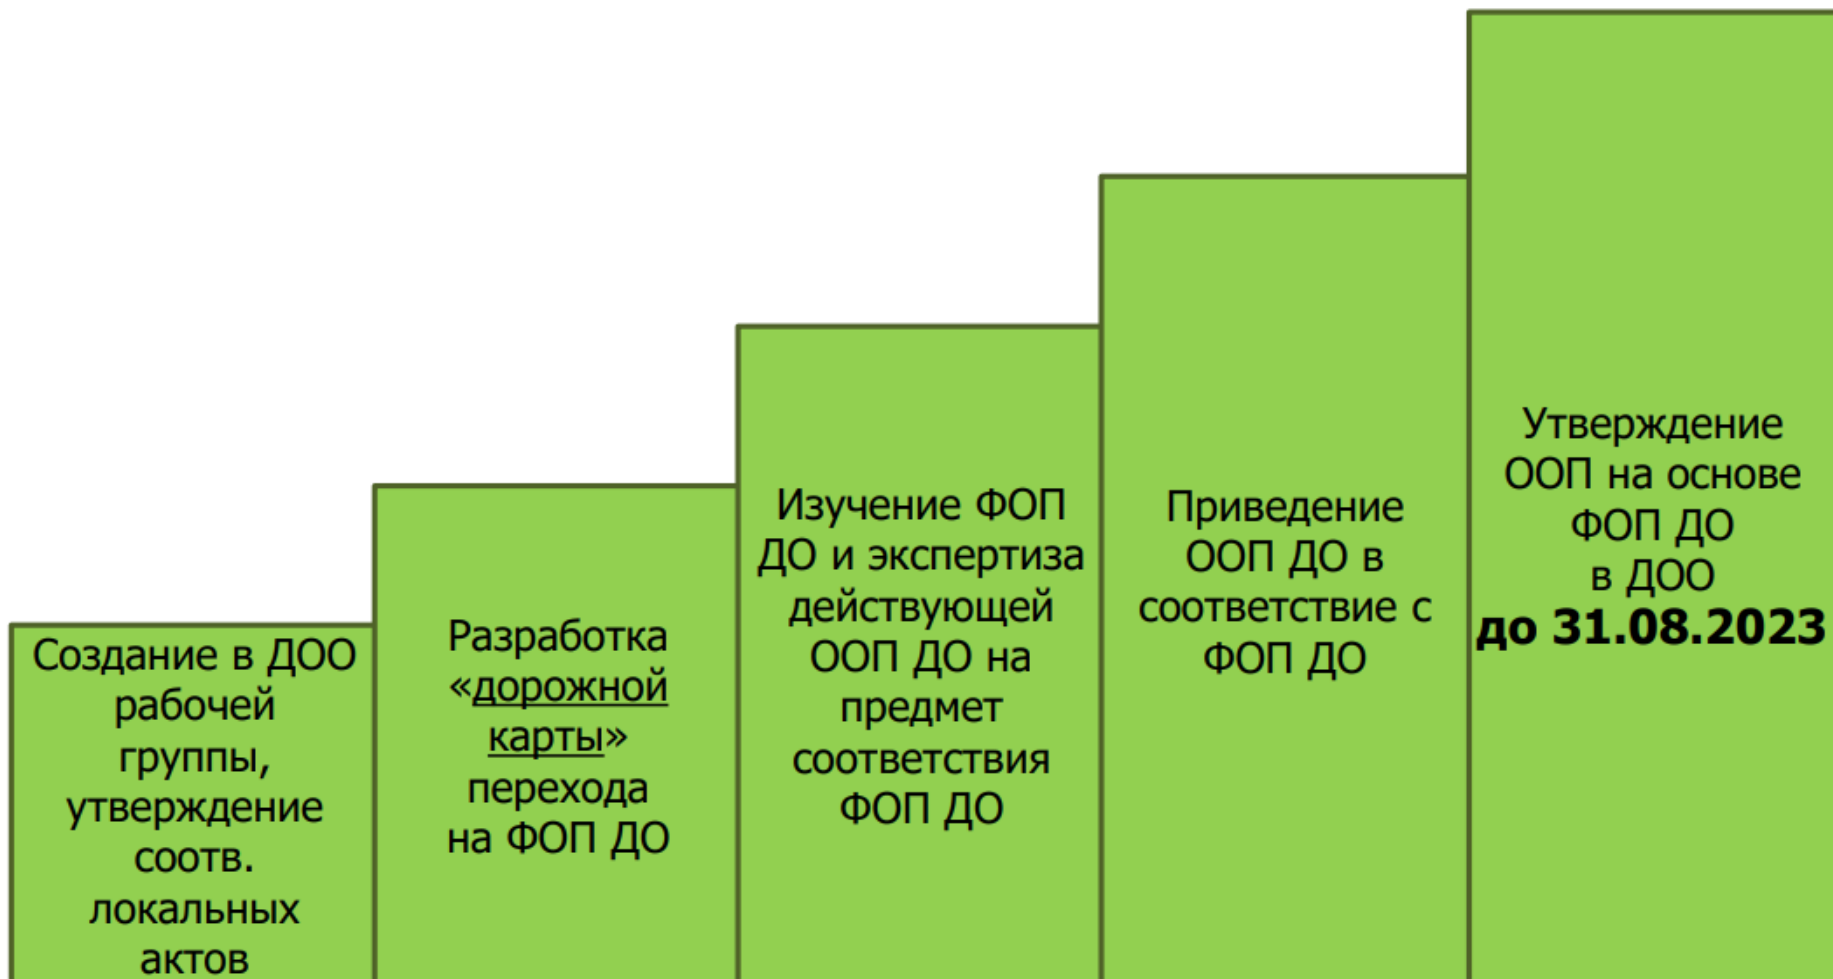 Создание в ДОО
рабочей
группы,
утверждение
соотв.
локальных
актов
Разработка
«дорожной
карты»
перехода
на ФОП ДО
Изучение ФОП
ДО и экспертиза
действующей
ООП ДО на
предмет
соответствия
ФОП ДО
Приведение
ООП ДО в
соответствие с
ФОП ДО
Утверждение
ООП на основе
ФОП ДО
в ДОО
до 31.08.2023